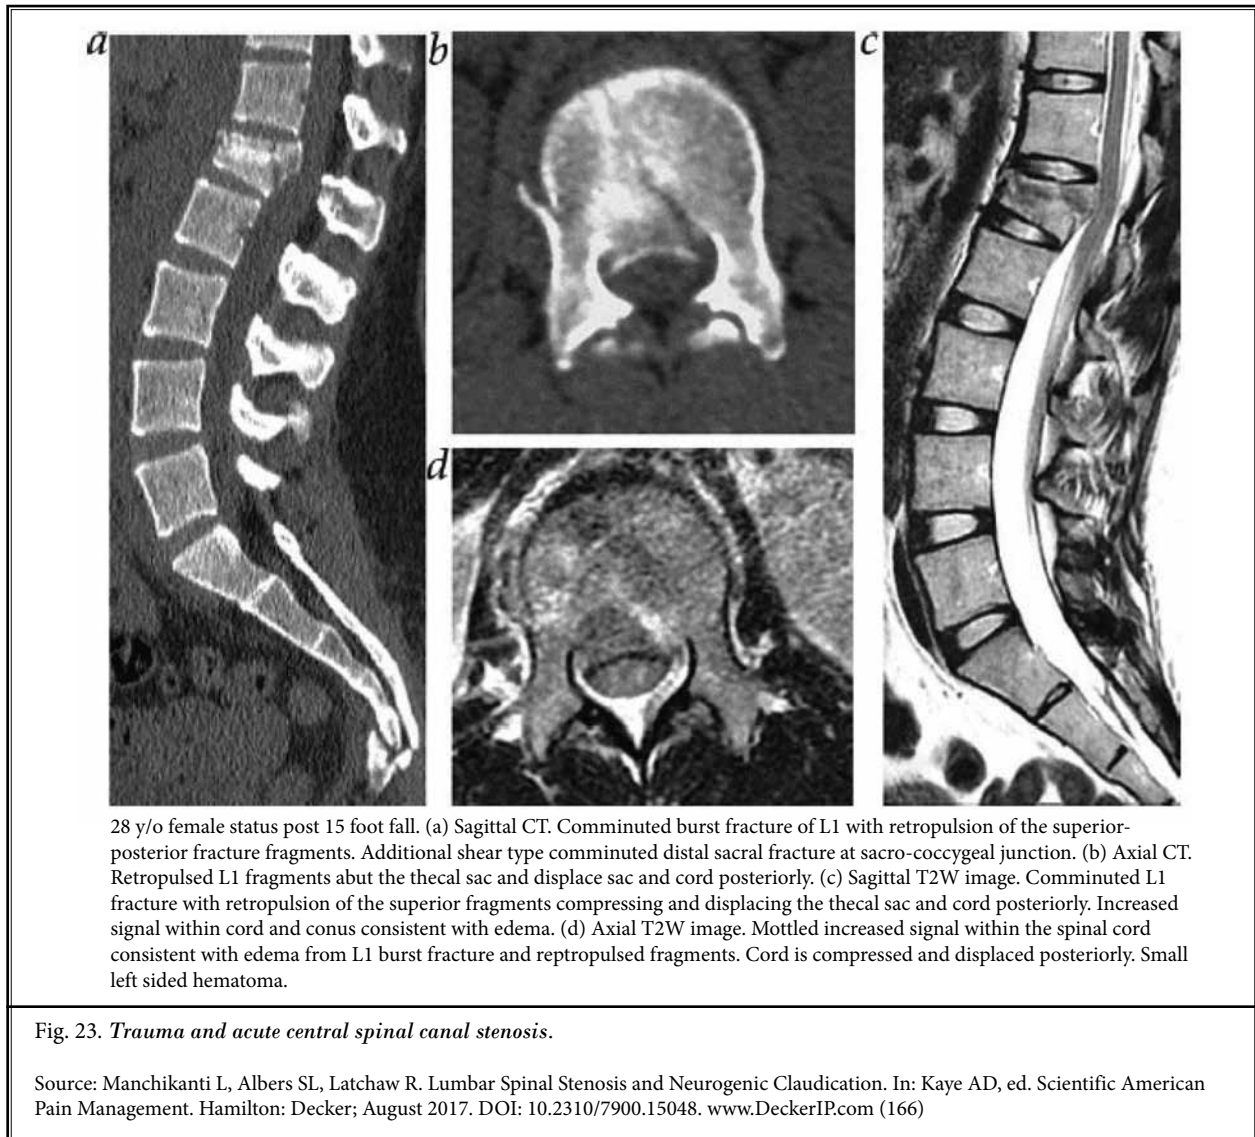 a
b
c
d
28 y/o female status post 15 foot fall. (a) Sagittal CT. Comminuted burst fracture of L1 with retropulsion of the superior-
posterior fracture fragments. Additional shear type comminuted distal sacral fracture at sacro-coccygeal junction. (b) Axial CT.
Retropulsed L1 fragments abut the thecal sac and displace sac and cord posteriorly. (c) Sagittal T2W image. Comminuted L1
fracture with retropulsion of the superior fragments compressing and displacing the thecal sac and cord posteriorly. Increased
signal within cord and conus consistent with edema. (d) Axial T2W image. Mottled increased signal within the spinal cord
consistent with edema from L1 burst fracture and reptropulsed fragments. Cord is compressed and displaced posteriorly. Small
left sided hematoma.
Fig. 23. Trauma and acute central spinal canal stenosis.
Source: Manchikanti L, Albers SL, Latchaw R. Lumbar Spinal Stenosis and Neurogenic Claudication. In: Kaye AD, ed. Scientific American
Pain Management. Hamilton: Decker; August 2017. DOI: 10.2310/7900.15048. www.DeckerIP.com (166)